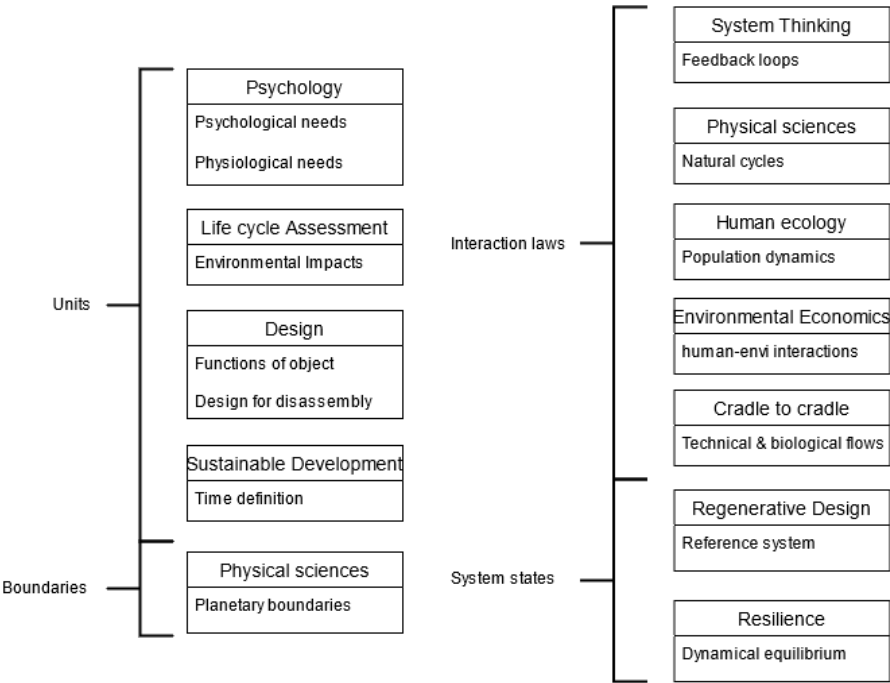 Units
Psychology
Psychological needs
Physiological needs
Life cycle Assessment
Environmental Impacts
Design
Functions of object
Design for disassembly
Sustainable Development
Time definition
Boundaries
Physical sciences
Planetary boundaries
Interaction laws
System Thinking
Feedback loops
Physical sciences
Natural cycles
Human ecology
Population dynamics
Environmental Economics
human-envi interactions
Cradle to cradle
Technical & biological flows
System states
Regenerative Design
Reference system
Resilience
Dynamical equilibrium